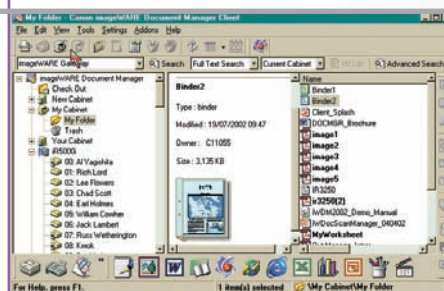 My Folder - Canon imageWARE Document Manager Client
File Edit View Tools Settings Addons Help
imageWARE Gateway Search Full Text Search Current Cabinet Advanced Search
imageWARE Document Manager
Check Out
New Cabinet
My Cabinet
My Folder
Trash
Your Cabinet
iR5000i
00: Al Yagishita
01: Rich Lord
02: Lee Flowers
03: Chad Scott
04: Earl Holmes
05: William Cowher
06: Jack Lambert
07: Russ Wetherington
08: Kwok
Binder2
Type : binder
Modified : 19/07/2002 09:47
Owner : C11055
Size : 3,135 KB
Name
Binder1
Binder2
Client_Splash
DOCMGR_Brochure
image1
image2
image3
image4
image5
IR3250
ir3250(2)
IWDM2002_Demo_Manual
IWDocScanManager_040402
MyWorksheet
For Help, press F1. 1 item(s) selected My Cabinet\My Folder